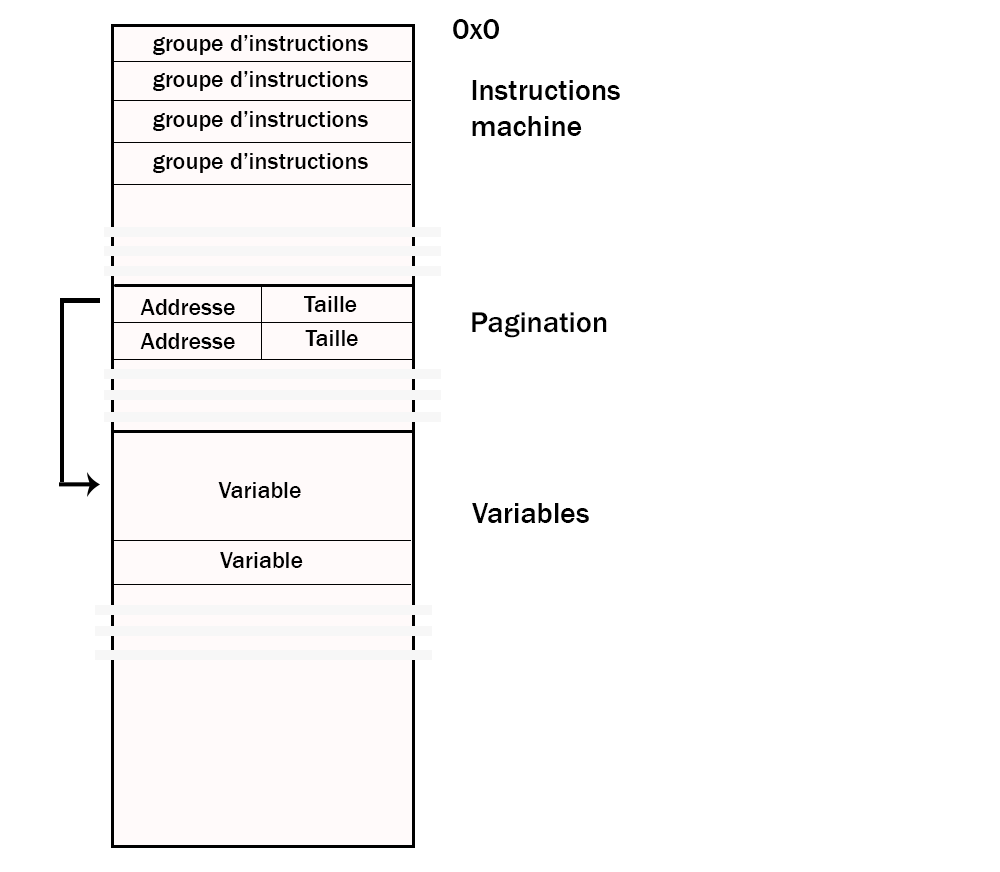 0x0
groupe d’instructions
groupe d’instructions
groupe d’instructions
groupe d’instructions
Instructions
machine
Addresse Taille
Addresse Taille
Pagination
Variable
Variable
Variables